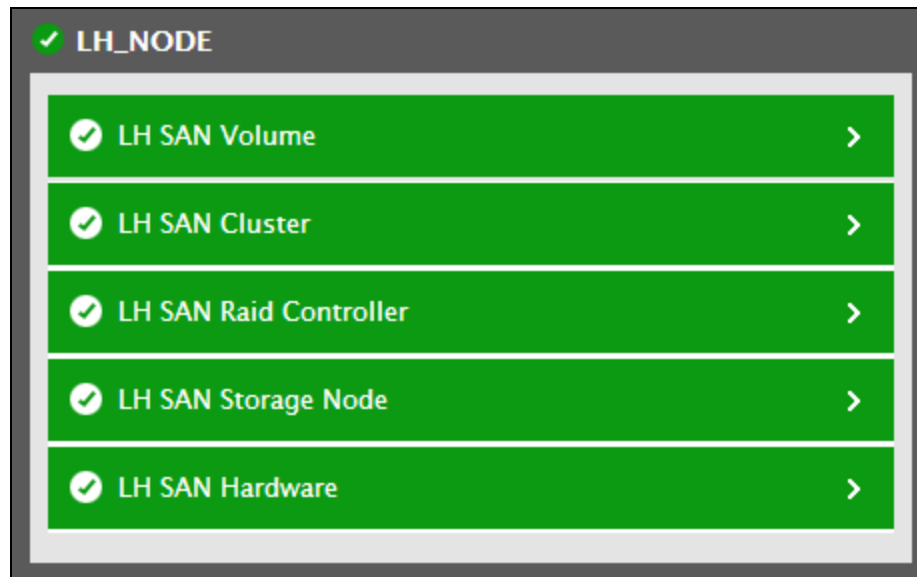 LH_NODE
LH SAN Volume
LH SAN Cluster
LH SAN Raid Controller
LH SAN Storage Node
LH SAN Hardware